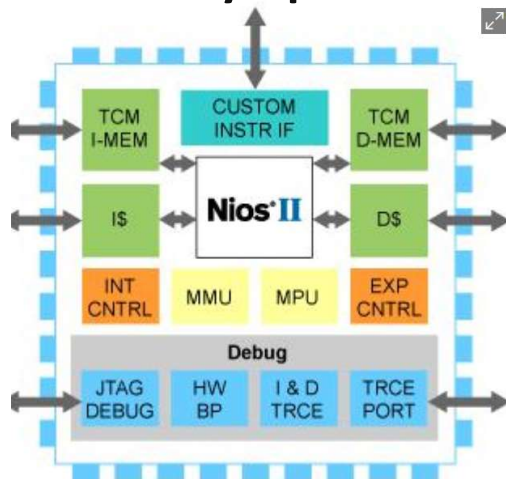 TCM
I-MEM
CUSTOM
INSTR IF
TCM
D-MEM
I$
Nios® II
D$
INT
CNTRL
MMU
MPU
EXP
CNTRL
Debug
JTAG
DEBUG
HW
BP
I & D
TRCE
TRCE
PORT